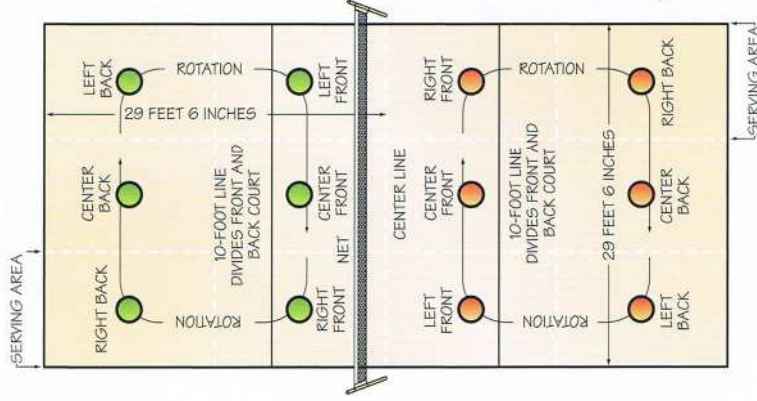 SERVING AREA
RIGHT BACK
CENTER
BACK
LEFT
BACK
ROTATION
ROTATION
29 FEET 6 INCHES
10-FOOT LINE
DIVIDES FRONT AND
BACK COURT
RIGHT
FRONT
CENTER
FRONT
LEFT
FRONT
NET
CENTER LINE
LEFT
FRONT
CENTER
FRONT
RIGHT
FRONT
10-FOOT LINE
DIVIDES FRONT AND
BACK COURT
ROTATION
ROTATION
29 FEET 6 INCHES
LEFT
BACK
CENTER
BACK
RIGHT BACK
SERVING AREA